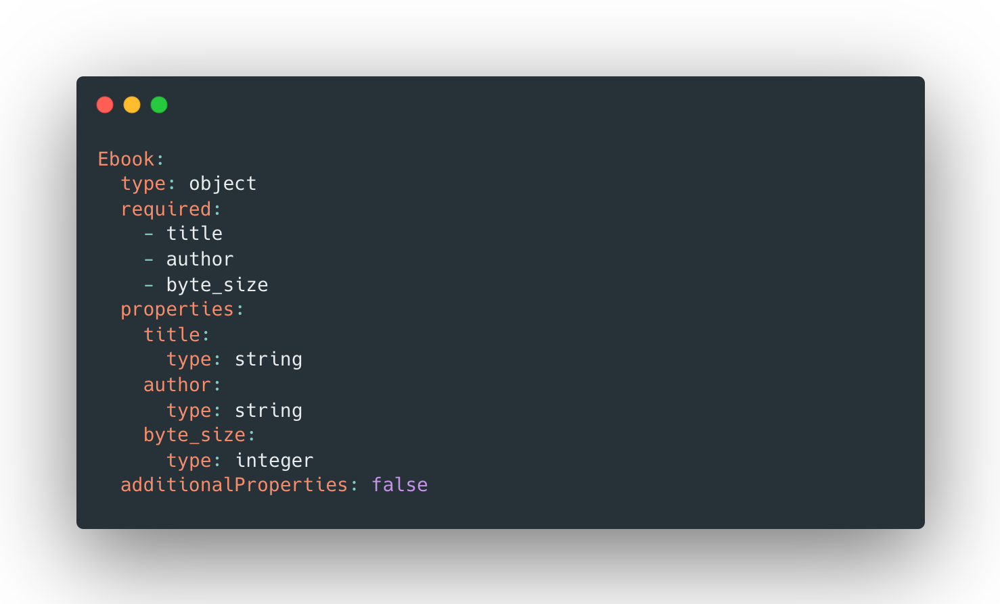 Ebook:
  type: object
  required:
    - title
    - author
    - byte_size
  properties:
    title:
      type: string
    author:
      type: string
    byte_size:
      type: integer
  additionalProperties: false